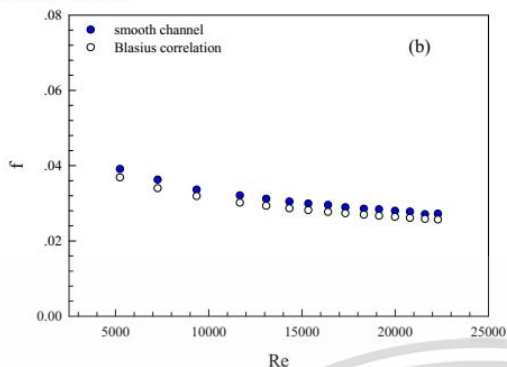 .08
smooth channel
Blasius correlation
(b)
.06
f
.04
.02
0.00
5000 10000 15000 20000 25000
Re